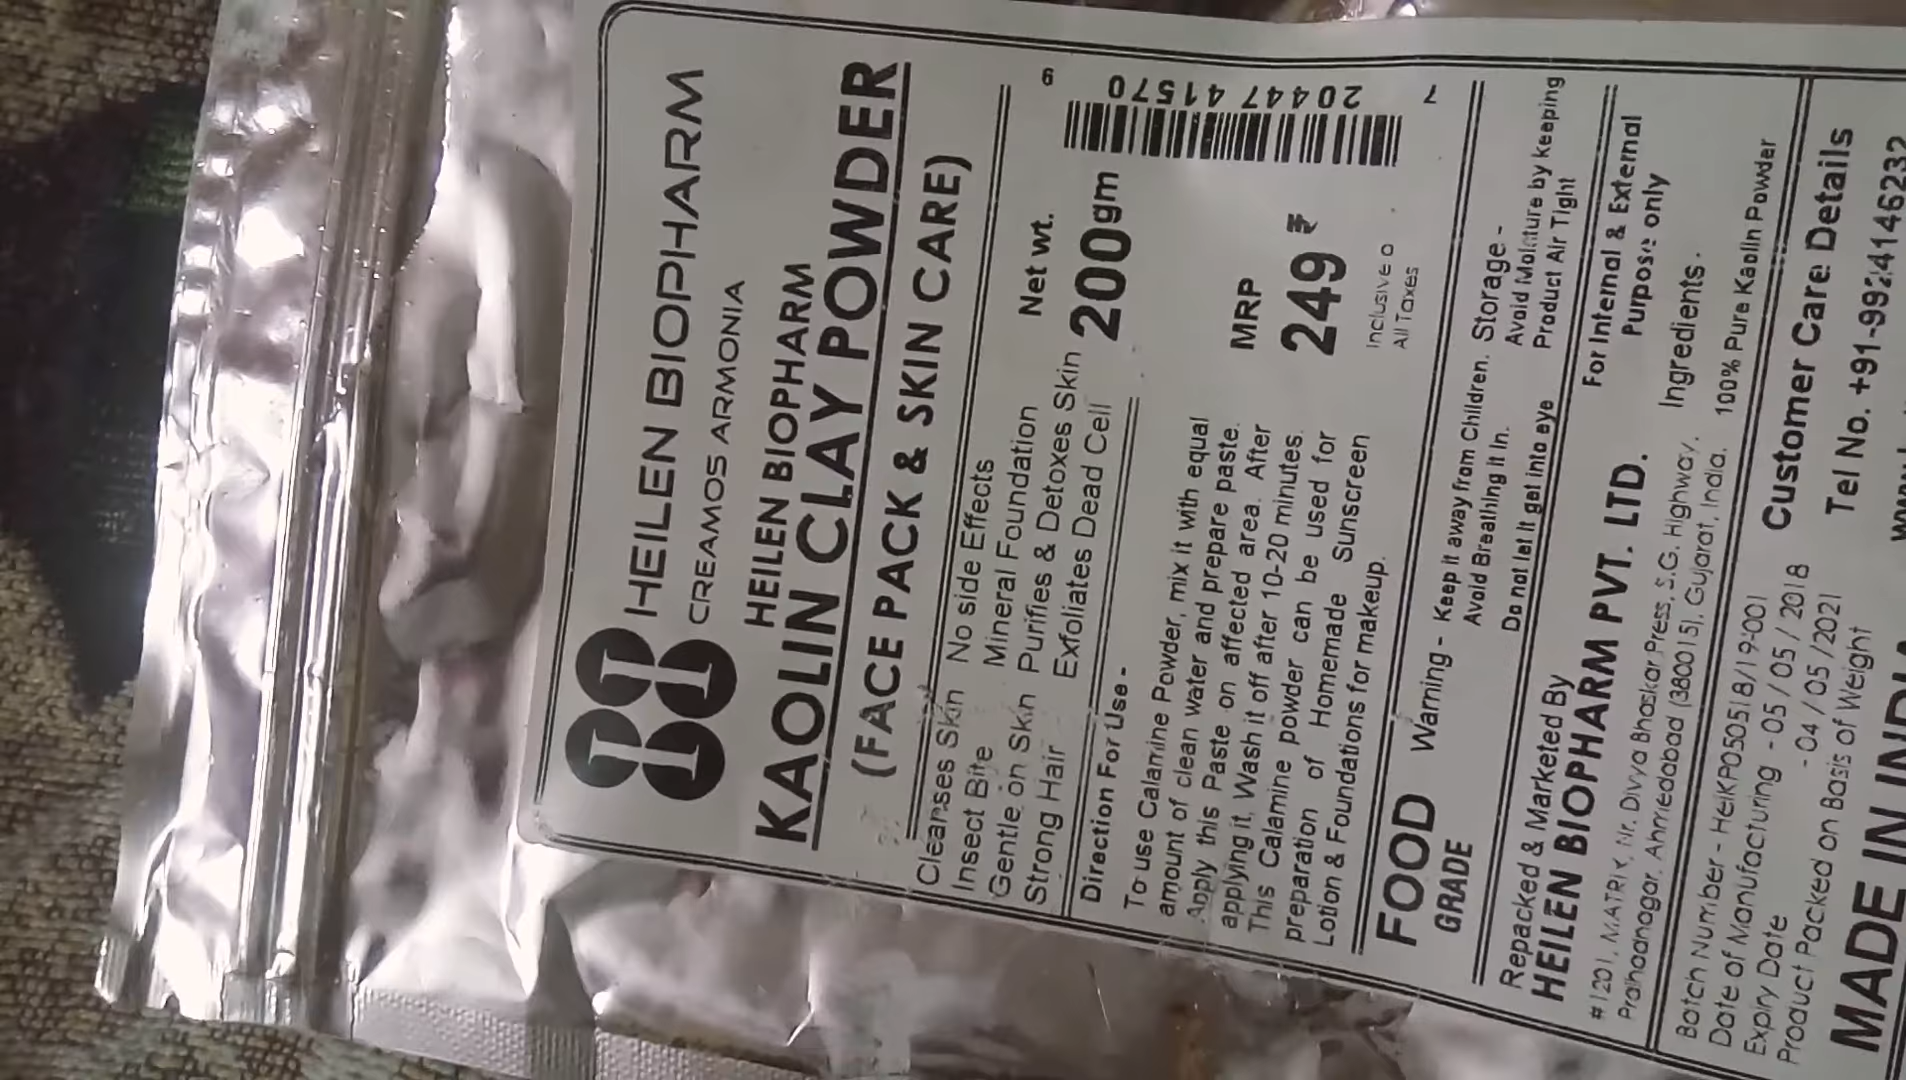 HEILEN BIOPHARM
CREAMOS ARMONIA
HEILEN BIOPHARM
KAOLIN CLAY POWDER
(FACE PACK & SKIN CARE)
Cleanses Skin No side Effects
Insect Bite Mineral Foundation
Gentle on Skin Purifies & Detoxes Skin
Strong Hair Exfoliates Dead Cell
Net wt.
200gm
9
20447 41570
7
Direction For Use -
To use Calamine Powder, mix it with equal
amount of clean water and prepare paste.
Apply this Paste on affected area. After
applying it, Wash it off after 10-20 minutes.
This Calamine powder can be used for
preparation of Homemade Sunscreen
Lotion & Foundations for makeup.
MRP
249 ₹
Inclusive o
All Taxes
FOOD
GRADE
Warning - Keep it away from Children.
Avoid Breathing it In.
Do not let it get into eye
Storage -
Avoid Moisture by keeping
Product Air Tight
Repacked & Marketed By
HEILEN BIOPHARM PVT. LTD.
#1201, MATRIX, Nr. Divya Bhaskar Press, S.G. Highway,
Pralhadnagar, Ahmedabad (380015), Gujarat, India.
For Internal & External
Purpose only
Ingredients.
100% Pure Kaolin Powder
Batch Number - HeilKP050518/19:001
Date of Manufacturing - 05 / 05 / 2018
Expiry Date - 04 / 05 /2021
Product Packed on Basis of Weight
Customer Care Details
Tel No. +91-9924146232
MADE IN INDIA